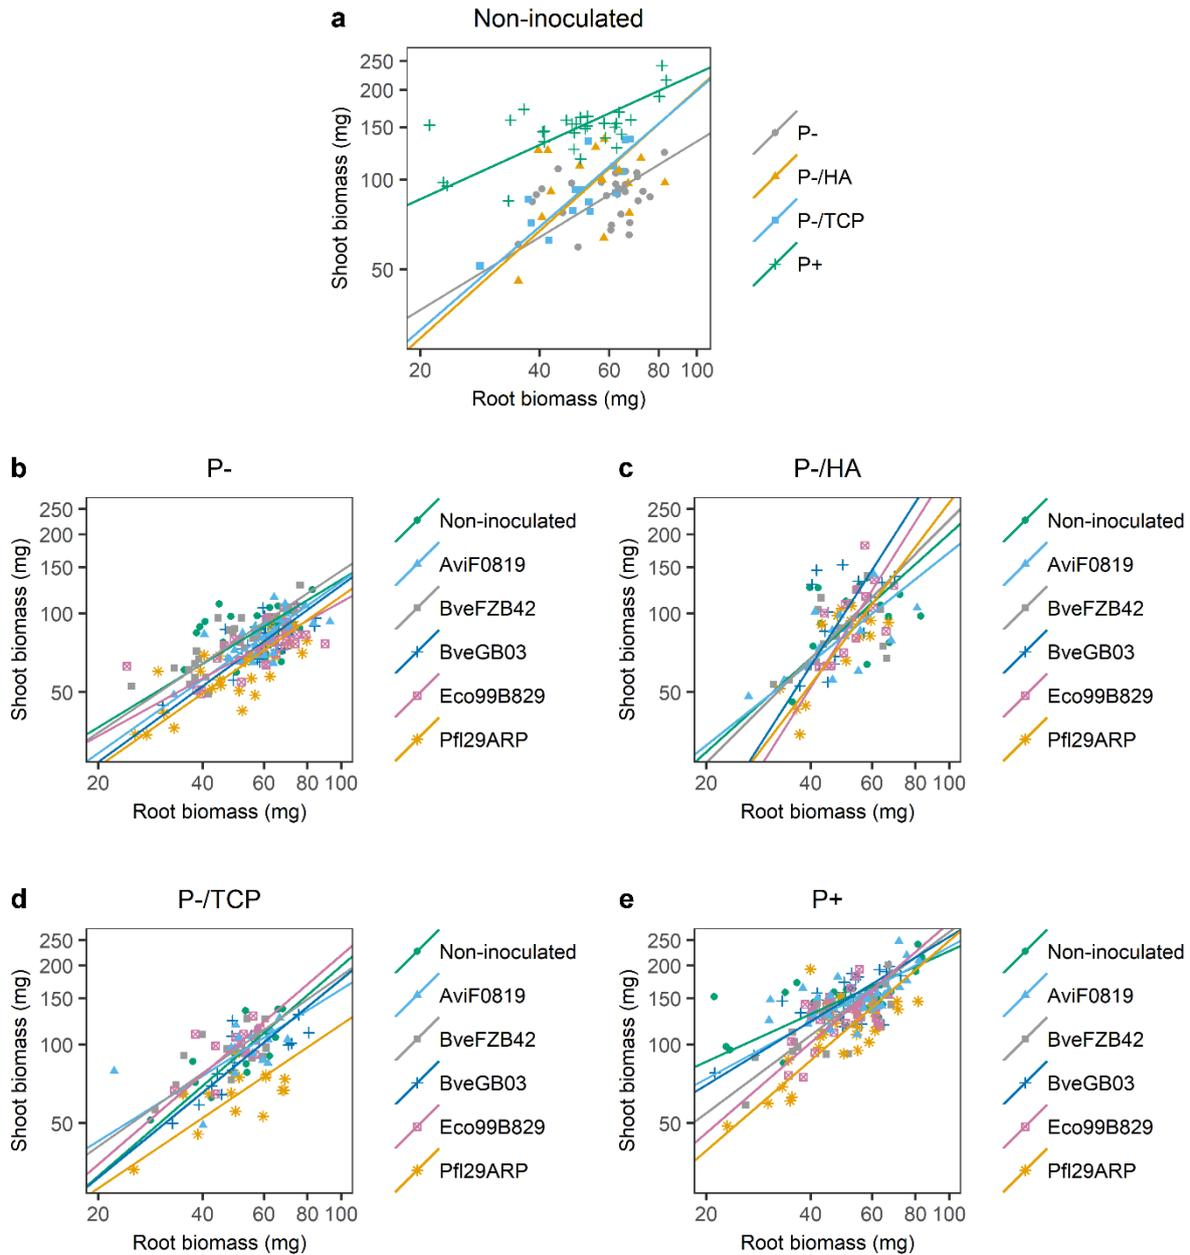 a Non-inoculated
250
200
150
100
50
Shoot biomass (mg)
20 40 60 80 100
Root biomass (mg)
P-
P-/HA
P-/TCP
P+
b P-
250
200
150
100
50
Shoot biomass (mg)
20 40 60 80 100
Root biomass (mg)
Non-inoculated
AviF0819
BveFZB42
BveGB03
Eco99B829
Pfl29ARP
c P-/HA
250
200
150
100
50
Shoot biomass (mg)
20 40 60 80 100
Root biomass (mg)
Non-inoculated
AviF0819
BveFZB42
BveGB03
Eco99B829
Pfl29ARP
d P-/TCP
250
200
150
100
50
Shoot biomass (mg)
20 40 60 80 100
Root biomass (mg)
Non-inoculated
AviF0819
BveFZB42
BveGB03
Eco99B829
Pfl29ARP
e P+
250
200
150
100
50
Shoot biomass (mg)
20 40 60 80 100
Root biomass (mg)
Non-inoculated
AviF0819
BveFZB42
BveGB03
Eco99B829
Pfl29ARP